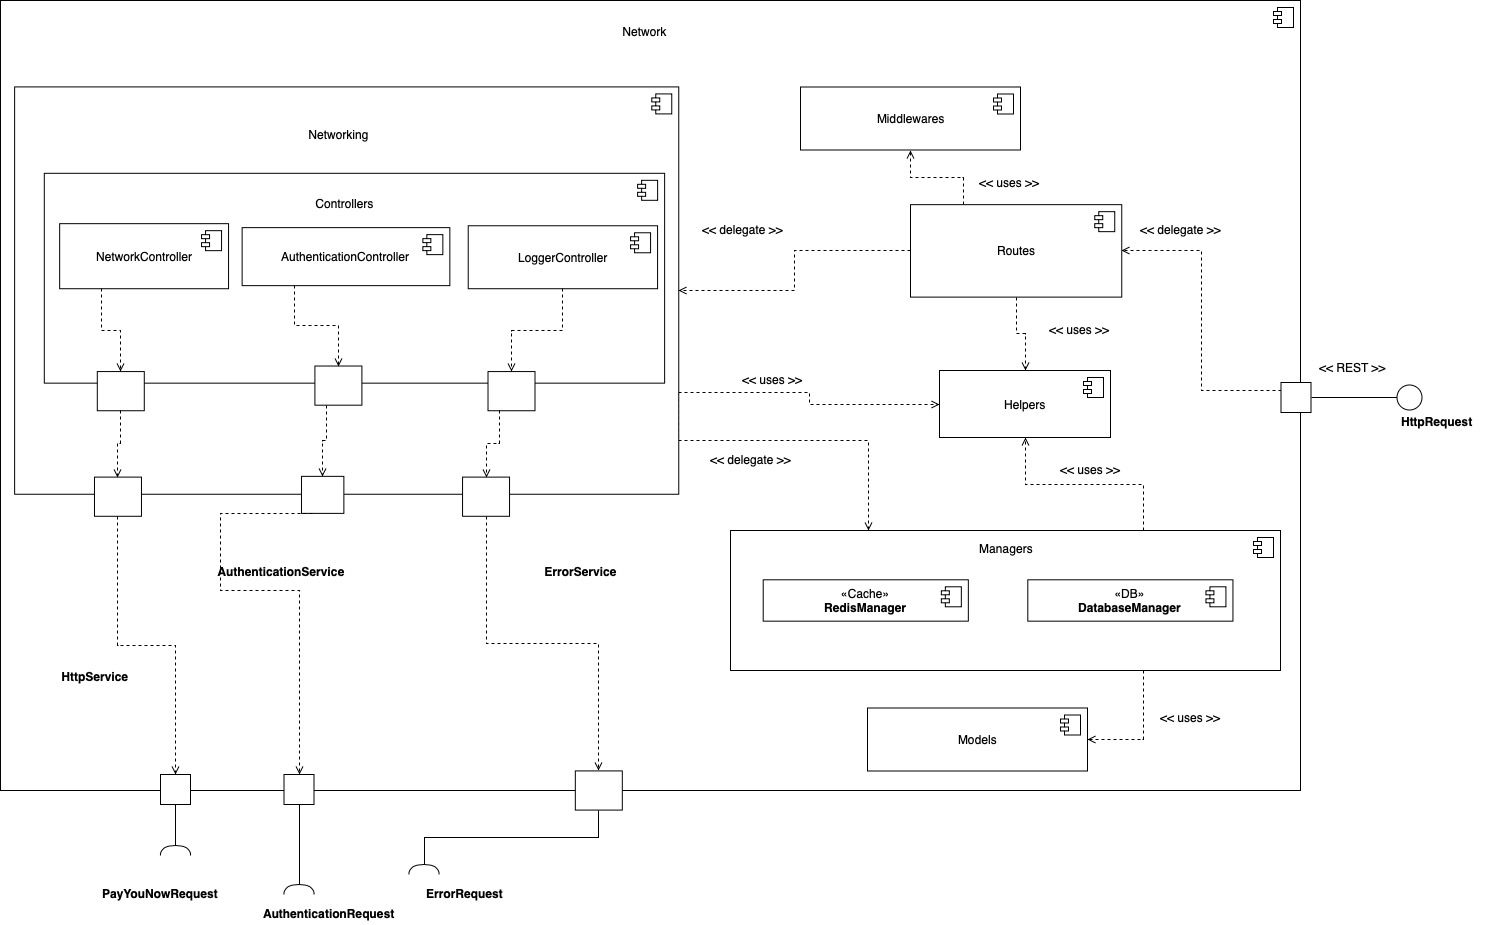 Network
Networking
Middlewares
<< uses >>
Controllers
NetworkController
AuthenticationController
LoggerController
<< delegate >>
Routes
<< delegate >>
<< uses >>
<< REST >>
HttpRequest
<< uses >>
Helpers
<< delegate >>
<< uses >>
Managers
«Cache»
RedisManager
«DB»
DatabaseManager
AuthenticationService
ErrorService
HttpService
<< uses >>
Models
PayYouNowRequest
AuthenticationRequest
ErrorRequest